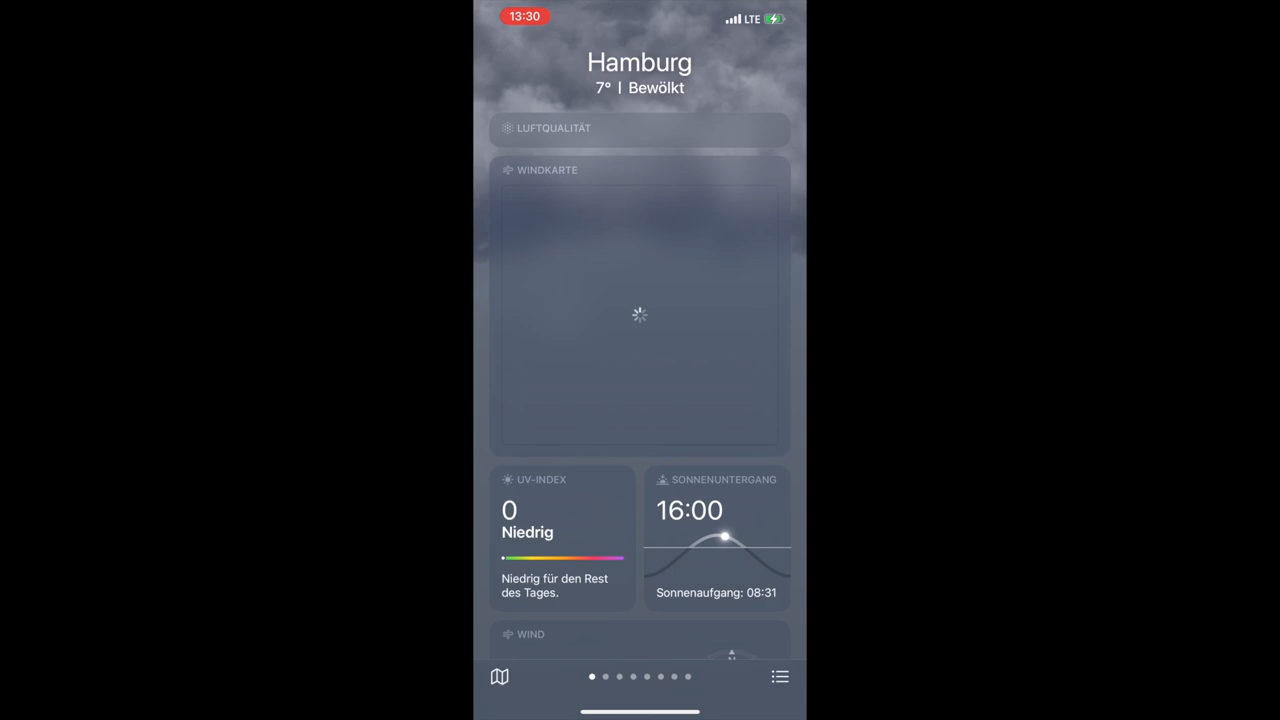 13:30
LTE
Hamburg
7° | Bewölkt
LUFTQUALITÄT
WINDKARTE
UV-INDEX
0
Niedrig
Niedrig für den Rest
des Tages.
SONNENUNTERGANG
16:00
Sonnenaufgang: 08:31
WIND